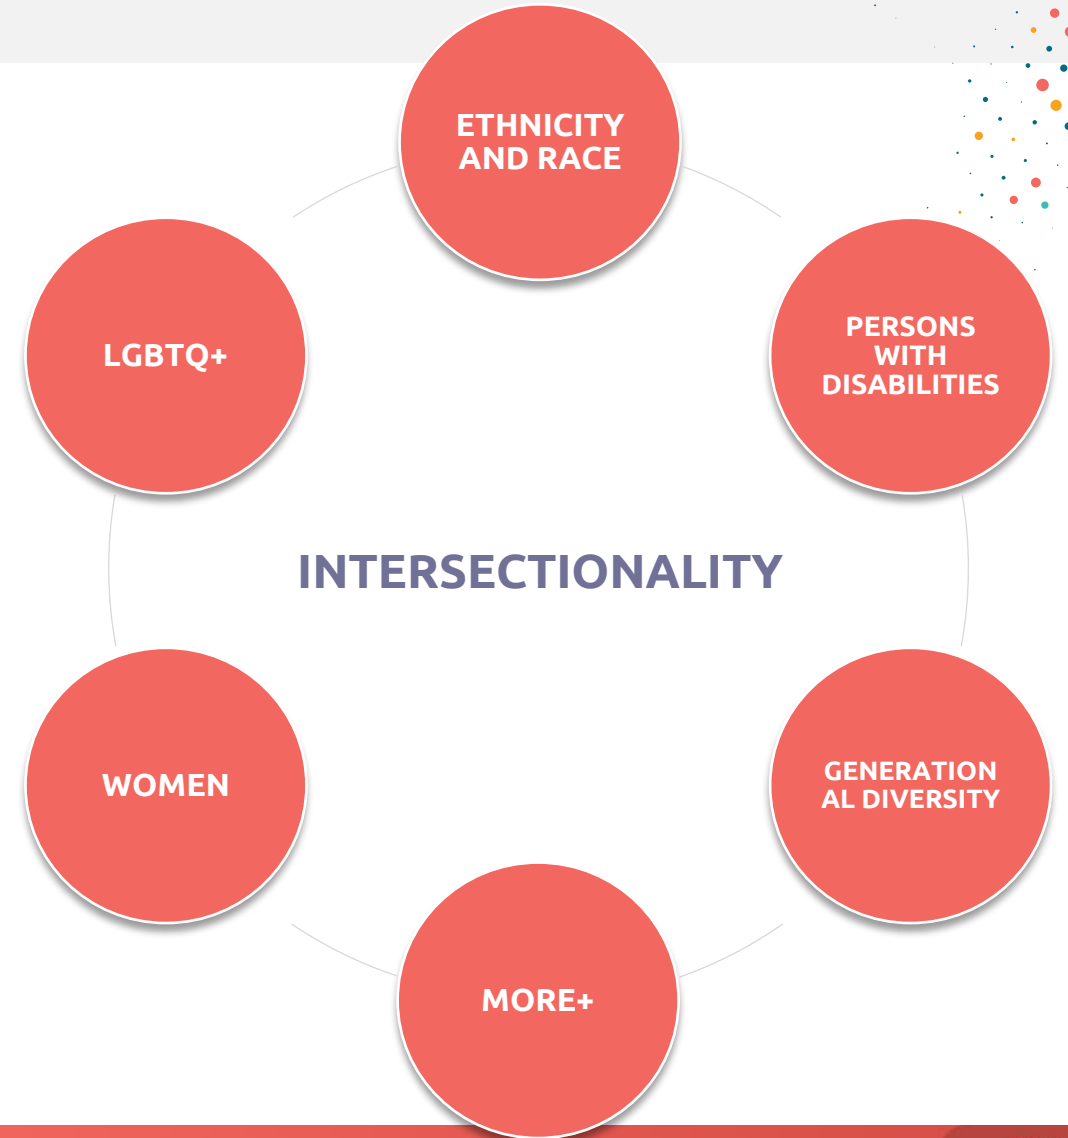 ETHNICITY
AND RACE
LGBTQ+
PERSONS
WITH
DISABILITIES
INTERSECTIONALITY
WOMEN
GENERATION
AL DIVERSITY
MORE+